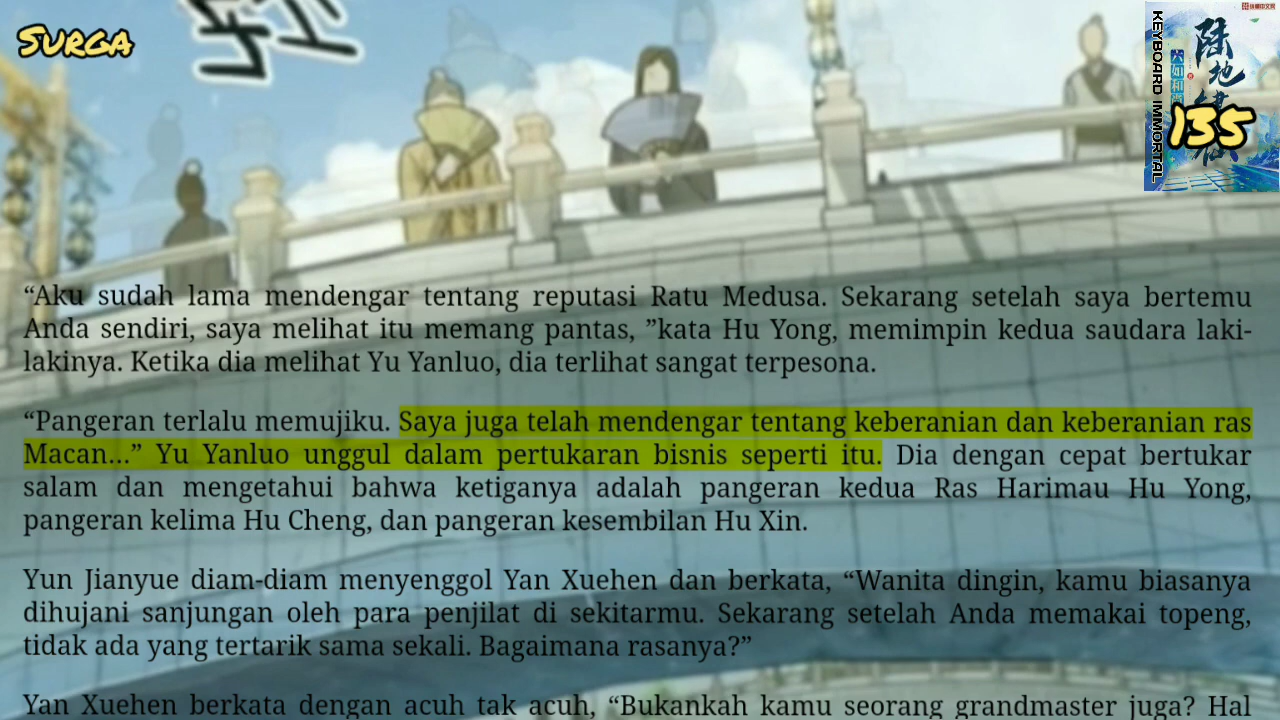 Surga
KEYBOARD IMMORTAL
135
“Aku sudah lama mendengar tentang reputasi Ratu Medusa. Sekarang setelah saya bertemu
Anda sendiri, saya melihat itu memang pantas, ”kata Hu Yong, memimpin kedua saudara laki-
lakinya. Ketika dia melihat Yu Yanluo, dia terlihat sangat terpesona.
“Pangeran terlalu memujiku. Saya juga telah mendengar tentang keberanian dan keberanian ras
Macan...” Yu Yanluo unggul dalam pertukaran bisnis seperti itu. Dia dengan cepat bertukar
salam dan mengetahui bahwa ketiganya adalah pangeran kedua Ras Harimau Hu Yong,
pangeran kelima Hu Cheng, dan pangeran kesembilan Hu Xin.
Yun Jianyue diam-diam menyenggol Yan Xuehen dan berkata, “Wanita dingin, kamu biasanya
dihujani sanjungan oleh para penjilat di sekitarmu. Sekarang setelah Anda memakai topeng,
tidak ada yang tertarik sama sekali. Bagaimana rasanya?”
Yan Xuehen berkata dengan acuh tak acuh, “Bukankah kamu seorang grandmaster juga? Hal